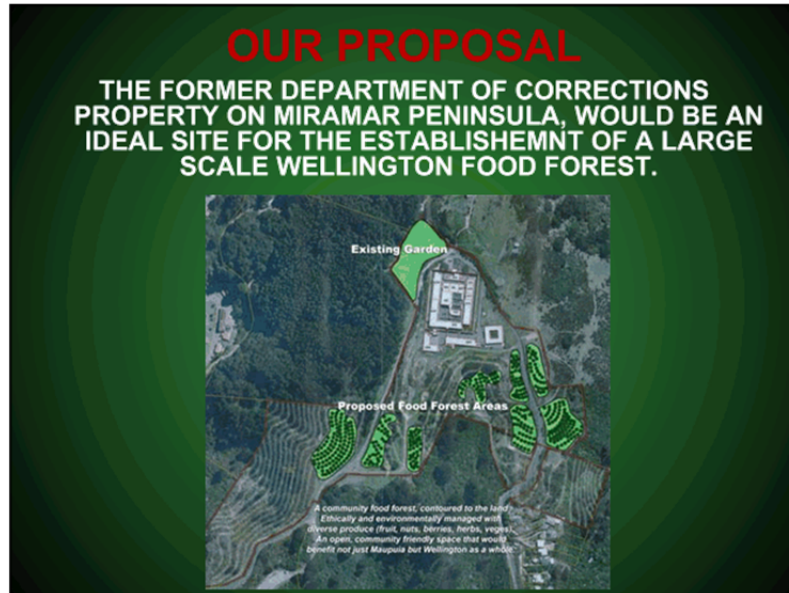 OUR PROPOSAL
THE FORMER DEPARTMENT OF CORRECTIONS
PROPERTY ON MIRAMAR PENINSULA, WOULD BE AN
IDEAL SITE FOR THE ESTABLISHEMNT OF A LARGE
SCALE WELLINGTON FOOD FOREST.
Existing Garden
Proposed Food Forest Areas
A community food forest, contoured to the land
Ethically and environmentally managed with
diverse produce (fruit, nuts, berries, herbs, veges).
An open, community friendly space that would
benefit not just Maupuia but Wellington as a whole.